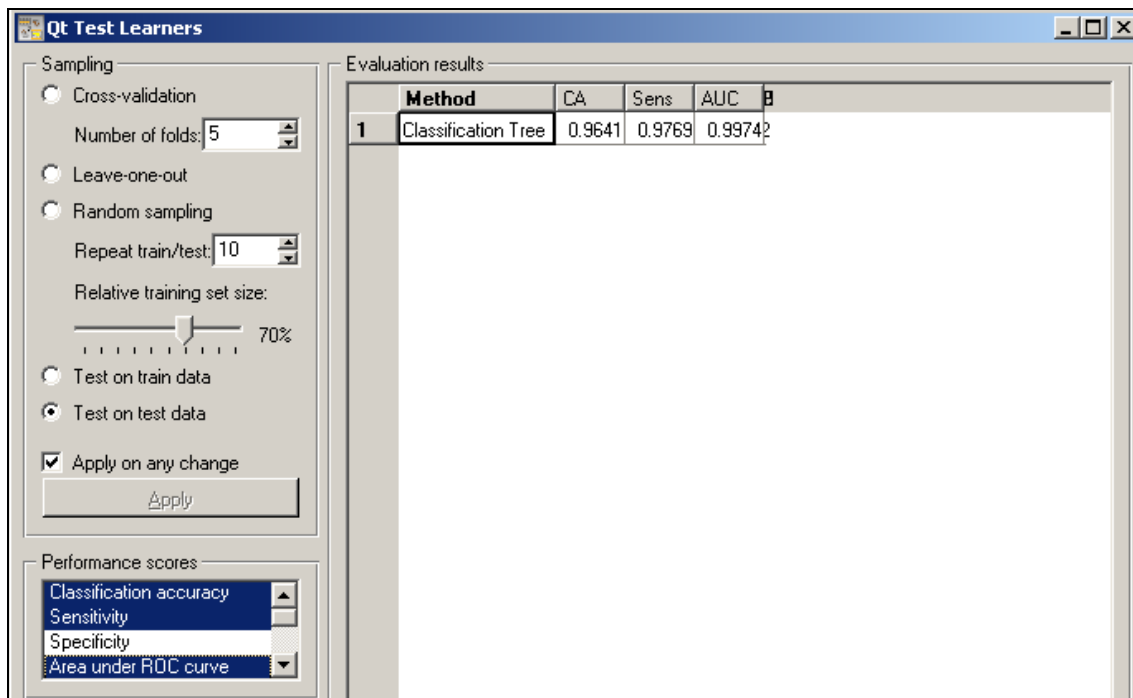 Qt Test Learners
Sampling
Cross-validation
Number of folds: 5
Leave-one-out
Random sampling
Repeat train/test: 10
Relative training set size:
70%
Test on train data
Test on test data
Apply on any change
Apply
Performance scores
Classification accuracy
Sensitivity
Specificity
Area under ROC curve
Evaluation results
Method CA Sens AUC
1 Classification Tree 0.9641 0.9769 0.9974